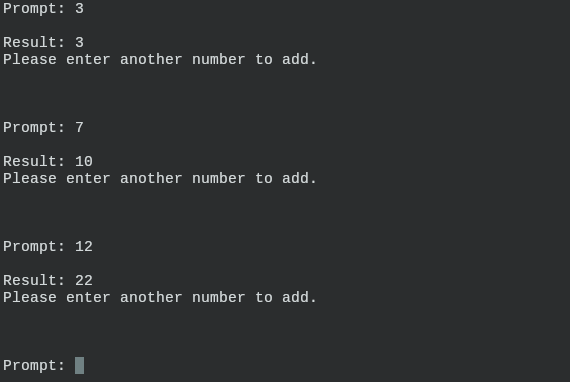 Prompt: 3
Result: 3
Please enter another number to add.
Prompt: 7
Result: 10
Please enter another number to add.
Prompt: 12
Result: 22
Please enter another number to add.
Prompt: